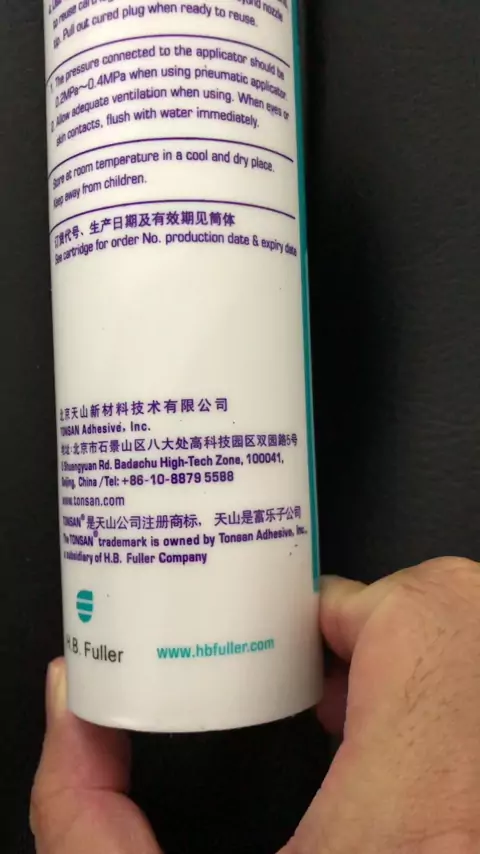 to reuse
nozzle
tip. Pull out cured plug when ready to reuse.
1. The pressure connected to the applicator should be
0.2MPa~0.4MPa when using pneumatic applicator.
2. Allow adequate ventilation when using. When eyes or
skin contacts, flush with water immediately.
Store at room temperature in a cool and dry place.
Keep away from children.
订货代号、生产日期及有效期见筒体
See cartridge for order No. production date & expiry date
北京天山新材料技术有限公司
TONSAN Adhesive, Inc.
地址:北京市石景山区八大处高科技园区双园路5号
5 Shuangyuan Rd. Badachu High-Tech Zone, 100041,
Beijing, China /Tel: +86-10-8879 5588
www.tonsan.com
TONSAN® 是天山公司注册商标, 天山是富乐子公司
The TONSAN® trademark is owned by Tonsan Adhesive, Inc.,
a subsidiary of H.B. Fuller Company
H.B. Fuller
www.hbfuller.com